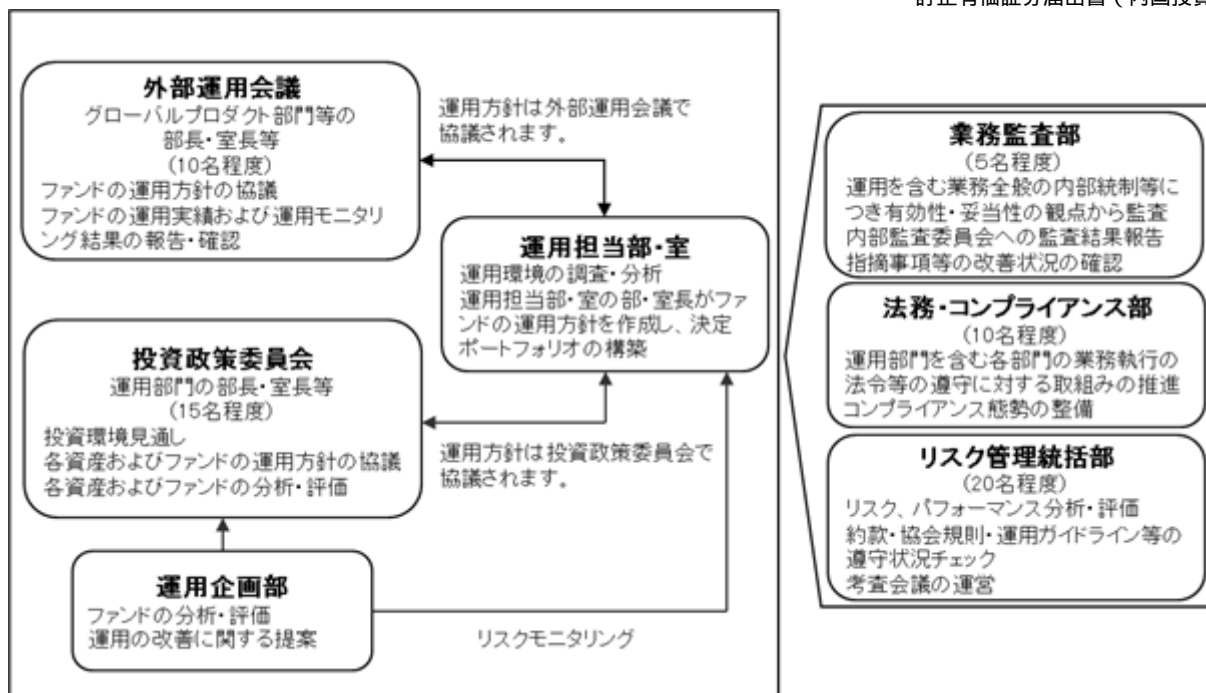 外部運用会議
グローバルプロダクト部門等の
部長・室長等
(10名程度)
ファンドの運用方針の協議
ファンドの運用実績および運用モニタリ
ング結果の報告・確認
運用方針は外部運用会議で
協議されます。
運用担当部・室
運用環境の調査・分析
運用担当部・室の部・室長がファ
ンドの運用方針を作成し、決定
ポートフォリオの構築
投資政策委員会
運用部門の部長・室長等
(15名程度)
投資環境見通し
各資産およびファンドの運用方針の協議
各資産およびファンドの分析・評価
運用方針は投資政策委員会で
協議されます。
運用企画部
ファンドの分析・評価
運用の改善に関する提案
リスクモニタリング
業務監査部
(5名程度)
運用を含む業務全般の内部統制等に
つき有効性・妥当性の観点から監査
内部監査委員会への監査結果報告
指摘事項等の改善状況の確認
法務・コンプライアンス部
(10名程度)
運用部門を含む各部門の業務執行の
法令等の遵守に対する取組みの推進
コンプライアンス態勢の整備
リスク管理統括部
(20名程度)
リスク、パフォーマンス分析・評価
約款・協会規則・運用ガイドライン等の
遵守状況チェック
考査会議の運営